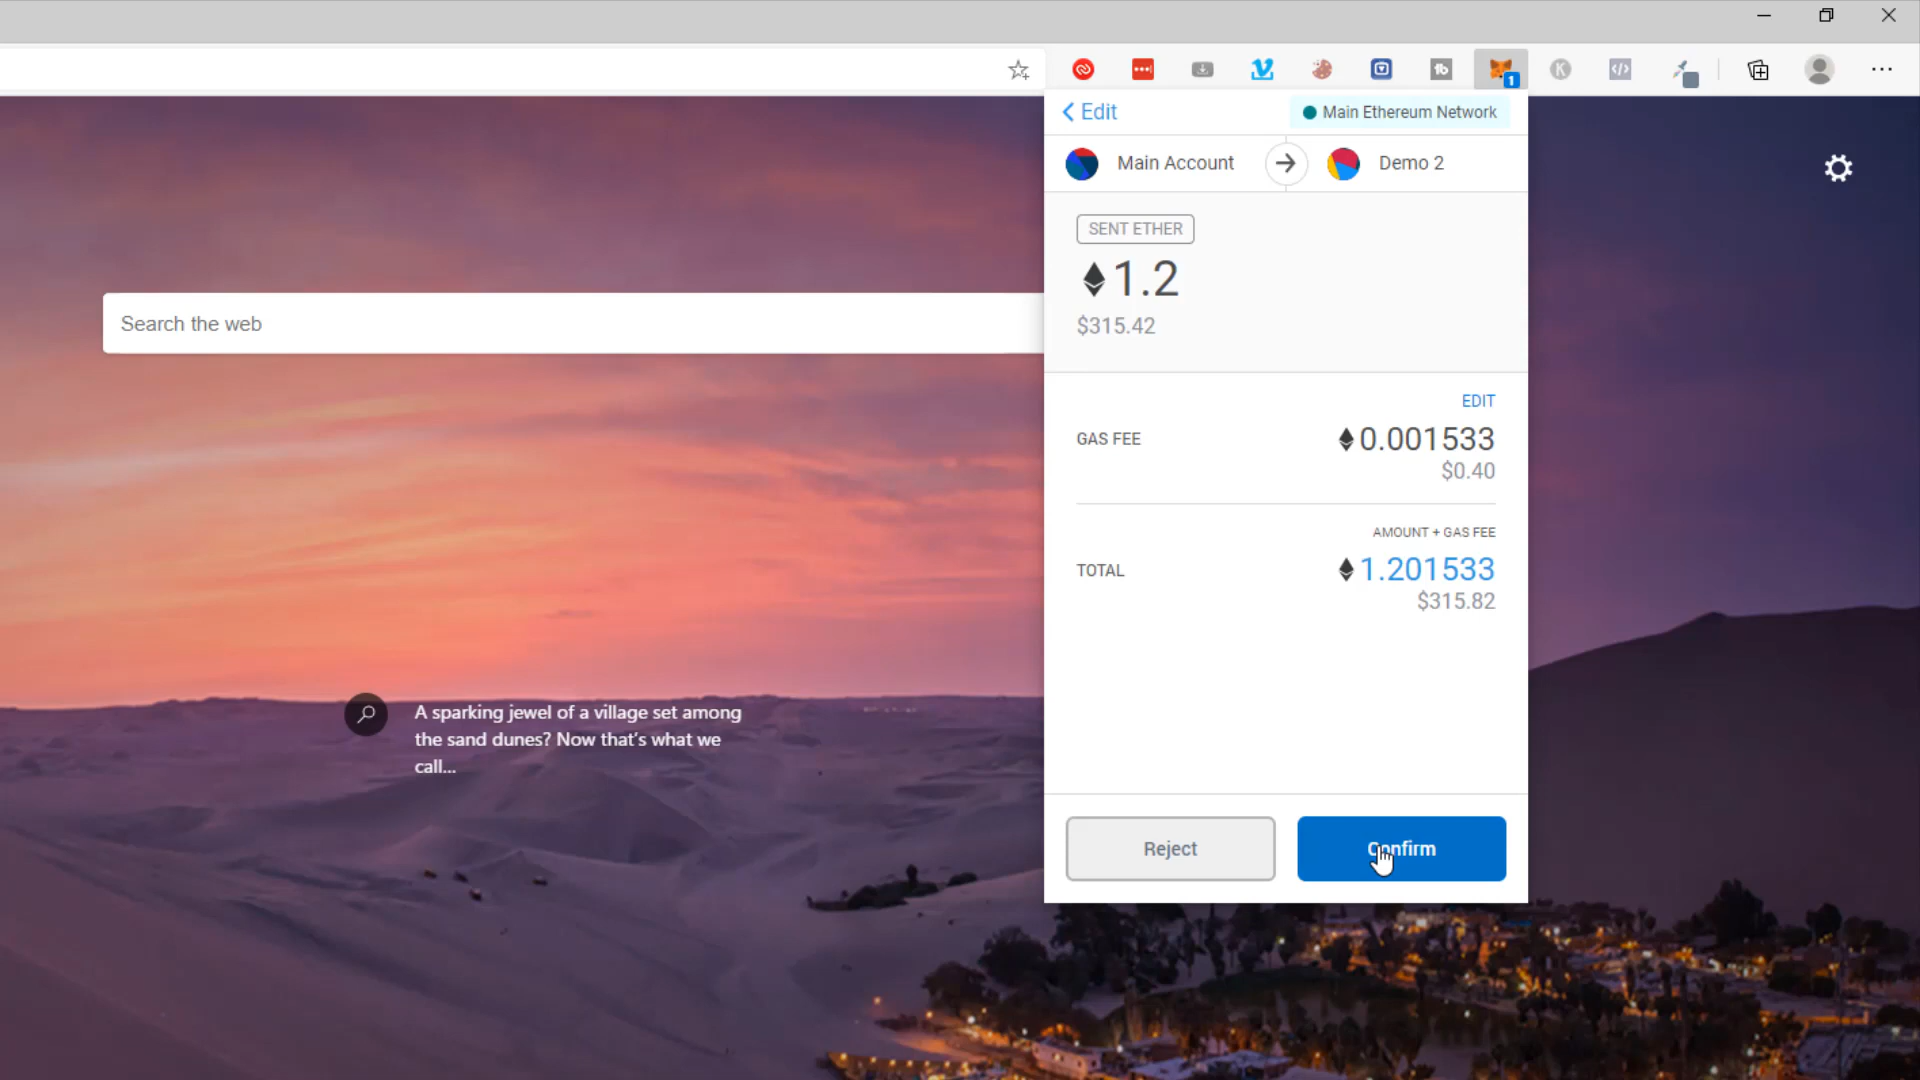 Edit
Main Ethereum Network
Main Account
Demo 2
SENT ETHER
1.2
$315.42
EDIT
GAS FEE
0.001533
$0.40
AMOUNT + GAS FEE
TOTAL
1.201533
$315.82
Reject
Confirm
Search the web
A sparking jewel of a village set among
the sand dunes? Now that's what we
call...
1
tb
K